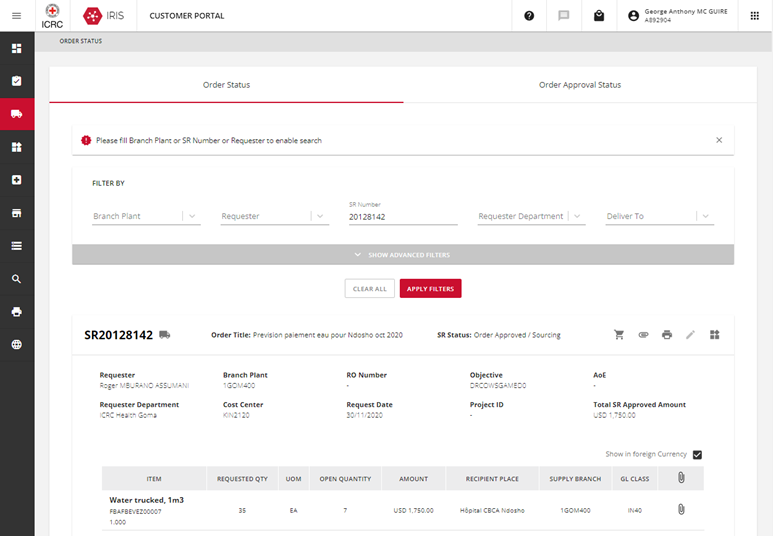 ICRC
IRIS
CUSTOMER PORTAL
George Anthony MC GUIRE
A892904
ORDER STATUS
Order Status
Order Approval Status
Please fill Branch Plant or SR Number or Requester to enable search
FILTER BY
SR Number
Branch Plant
Requester
20128142
Requester Department
Deliver To
SHOW ADVANCED FILTERS
CLEAR ALL
APPLY FILTERS
SR20128142
Order Title: Prevision paiement eau pour Ndosho oct 2020
SR Status: Order Approved / Sourcing
Requester Branch Plant RO Number Objective AoE
Roger MBURANO ASSUMANI 1GOM400 - DRCOWSGAMED0 -
Requester Department Cost Center Request Date Project ID Total SR Approved Amount
ICRC Health Goma KIN2120 30/11/2020 - USD 1,750.00
Show in foreign Currency
ITEM REQUESTED QTY UOM OPEN QUANTITY AMOUNT RECIPIENT PLACE SUPPLY BRANCH GL CLASS
Water trucked, 1m3
FBAFBEVEZ00007 35 EA 7 USD 1,750.00 Hôpital CBCA Ndosho 1GOM400 IN40
1.000